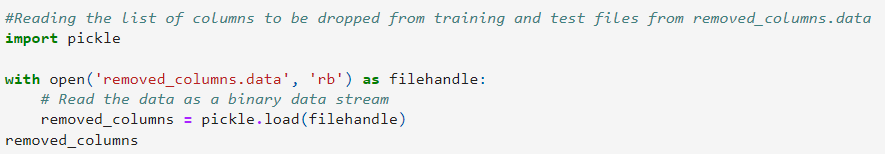 #Reading the list of columns to be dropped from training and test files from removed_columns.data
import pickle

with open('removed_columns.data', 'rb') as filehandle:
    # Read the data as a binary data stream
    removed_columns = pickle.load(filehandle)
removed_columns